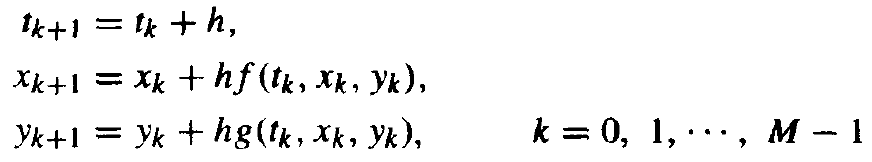 t_{k+1} = t_k + h,
x_{k+1} = x_k + hf(t_k, x_k, y_k),
y_{k+1} = y_k + hg(t_k, x_k, y_k), k = 0, 1, ⋯, M − 1